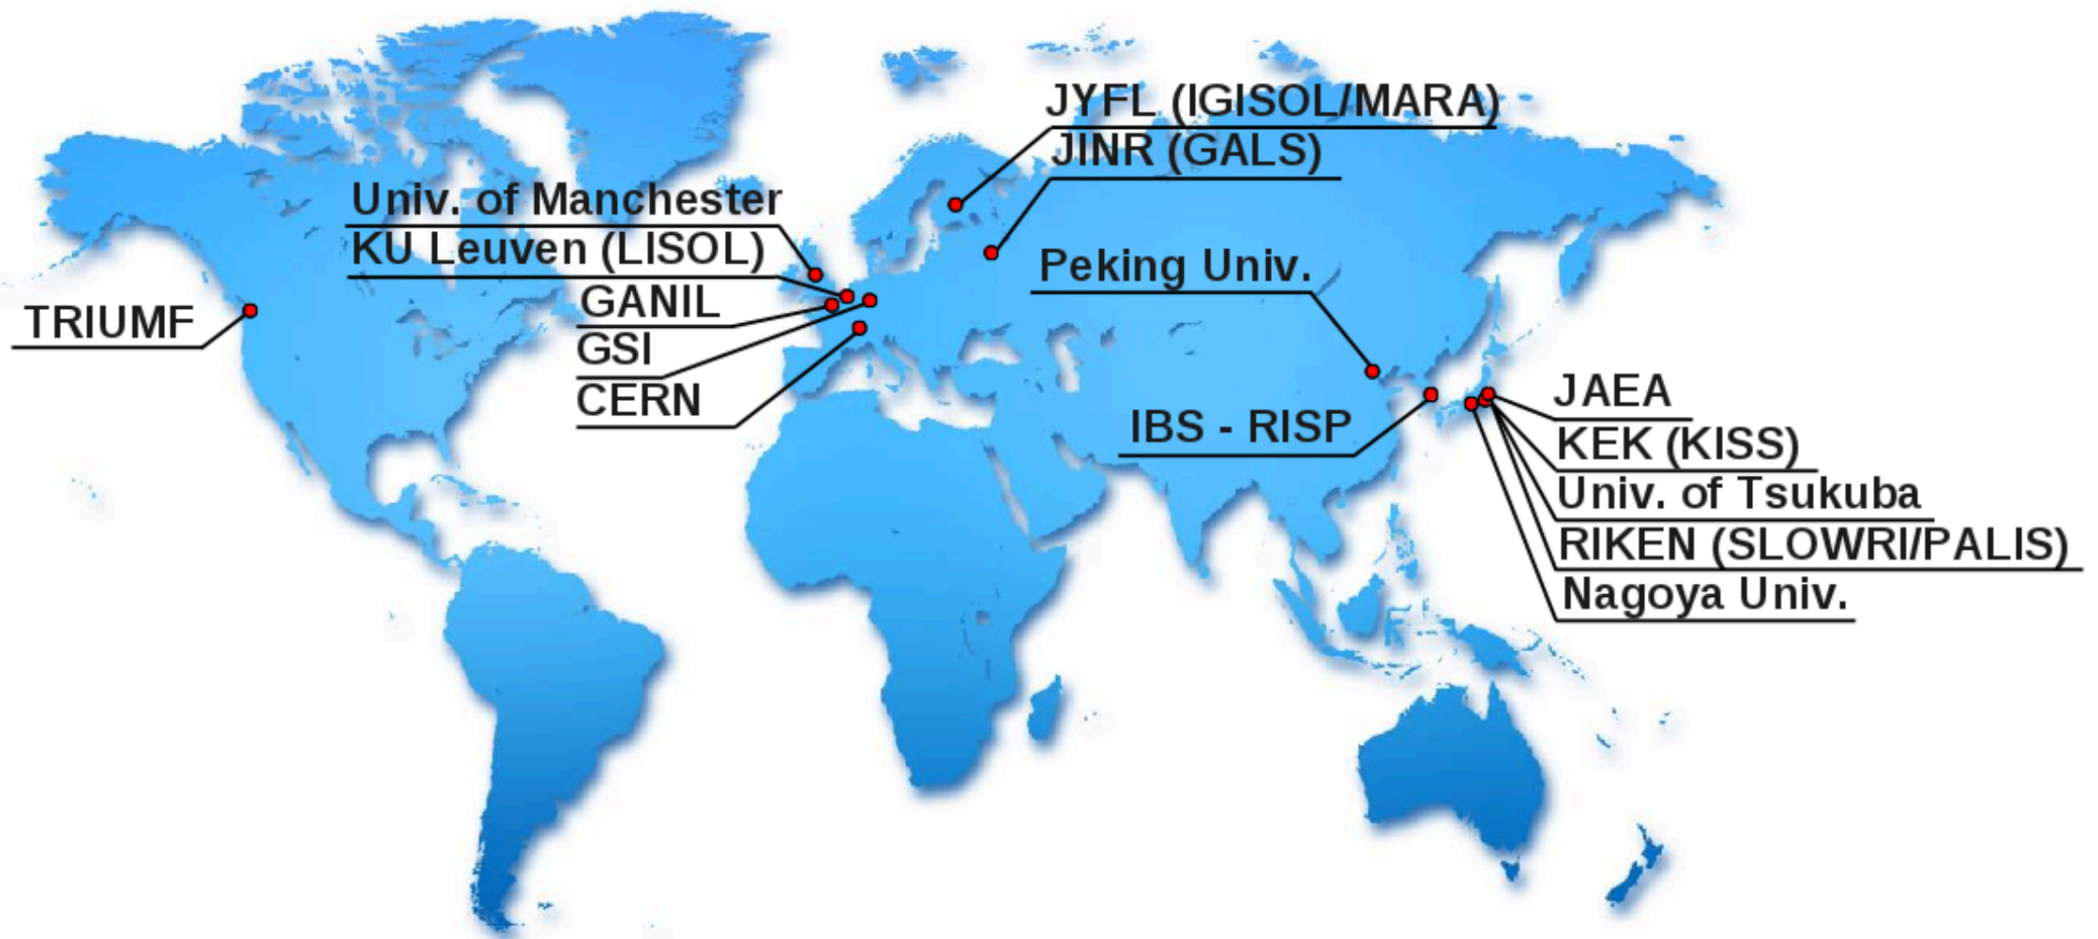 JYFL (IGISOL/MARA)
JINR (GALS)
Univ. of Manchester
KU Leuven (LISOL)
Peking Univ.
GANIL
TRIUMF
GSI
CERN
IBS - RISP
JAEA
KEK (KISS)
Univ. of Tsukuba
RIKEN (SLOWRI/PALIS)
Nagoya Univ.